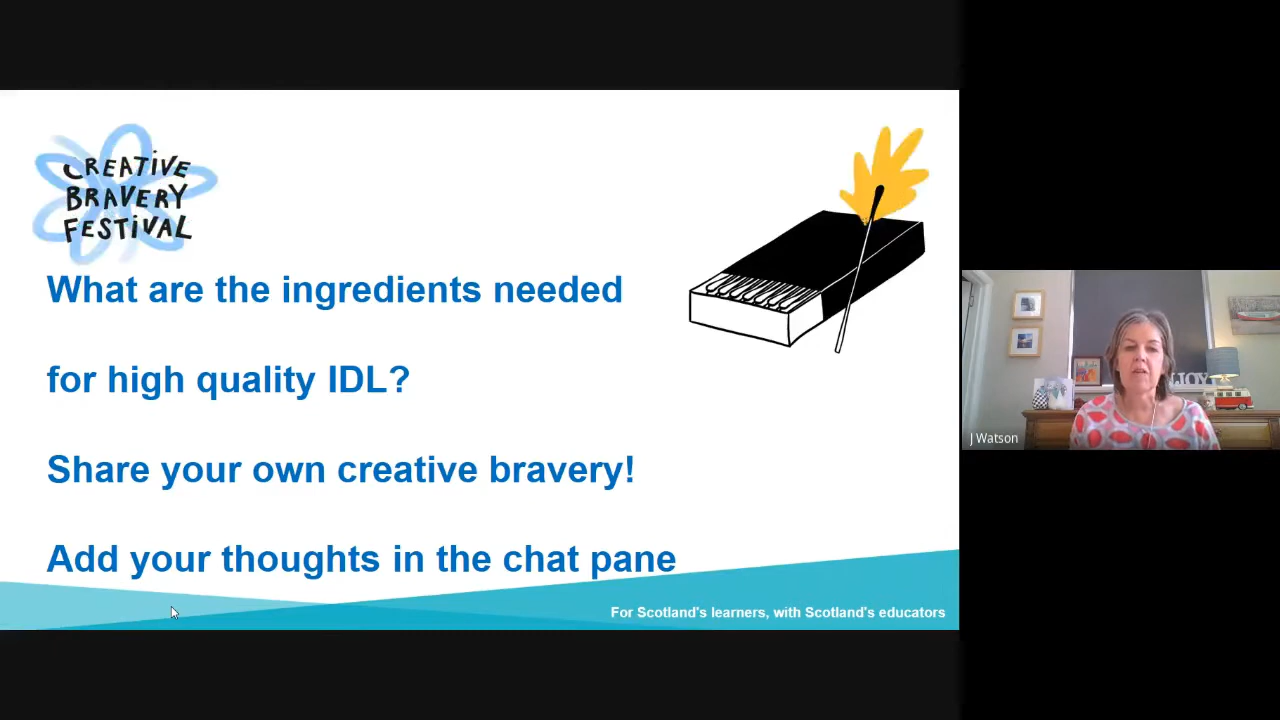 CREATIVE
BRAVERY
FESTIVAL
What are the ingredients needed
for high quality IDL?
Share your own creative bravery!
Add your thoughts in the chat pane
For Scotland's learners, with Scotland's educators
J Watson